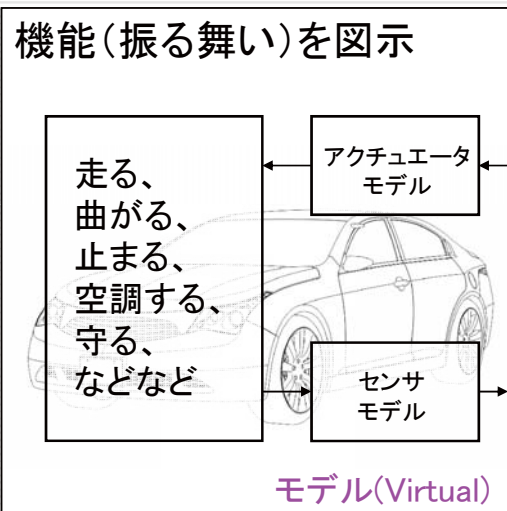 機能(振る舞い)を図示
アクチュエータ
モデル
走る、
曲がる、
止まる、
空調する、
守る、
などなど
センサ
モデル
モデル(Virtual)